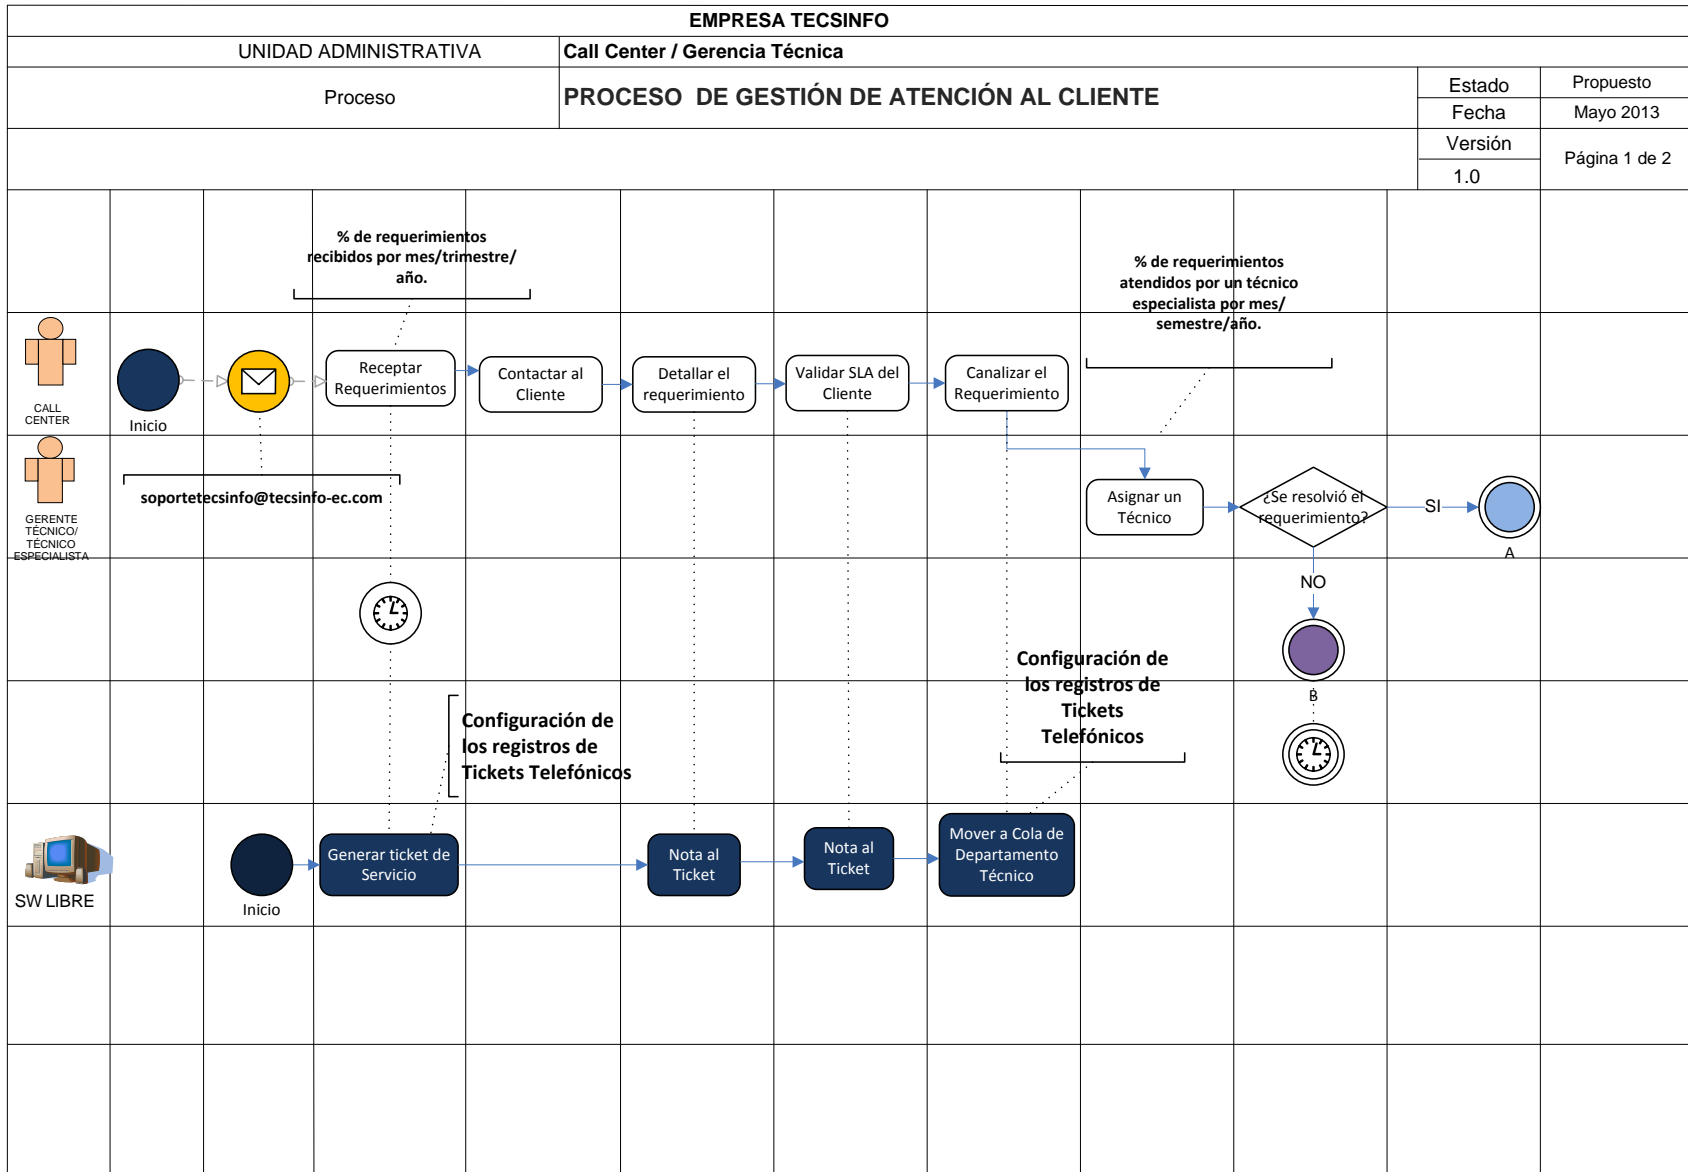 EMPRESA TECSINFO
UNIDAD ADMINISTRATIVA
Call Center / Gerencia Técnica
Proceso
PROCESO DE GESTIÓN DE ATENCIÓN AL CLIENTE
Estado
Propuesto
Fecha
Mayo 2013
Versión
1.0
Página 1 de 2
% de requerimientos
recibidos por mes/trimestre/
año.
% de requerimientos
atendidos por un técnico
especialista por mes/
semestre/año.
CALL
CENTER
Inicio
Receptar
Requerimientos
Contactar al
Cliente
Detallar el
requerimiento
Validar SLA del
Cliente
Canalizar el
Requerimiento
GERENTE
TÉCNICO/
TÉCNICO
ESPECIALISTA
soportetecsinfo@tecsinfo-ec.com
Asignar un
Técnico
¿Se resolvió el
requerimiento?
SI
A
NO
B
Configuración de
los registros de
Tickets Telefónicos
Configuración de
los registros de
Tickets
Telefónicos
SW LIBRE
Inicio
Generar ticket de
Servicio
Nota al
Ticket
Nota al
Ticket
Mover a Cola de
Departamento
Técnico